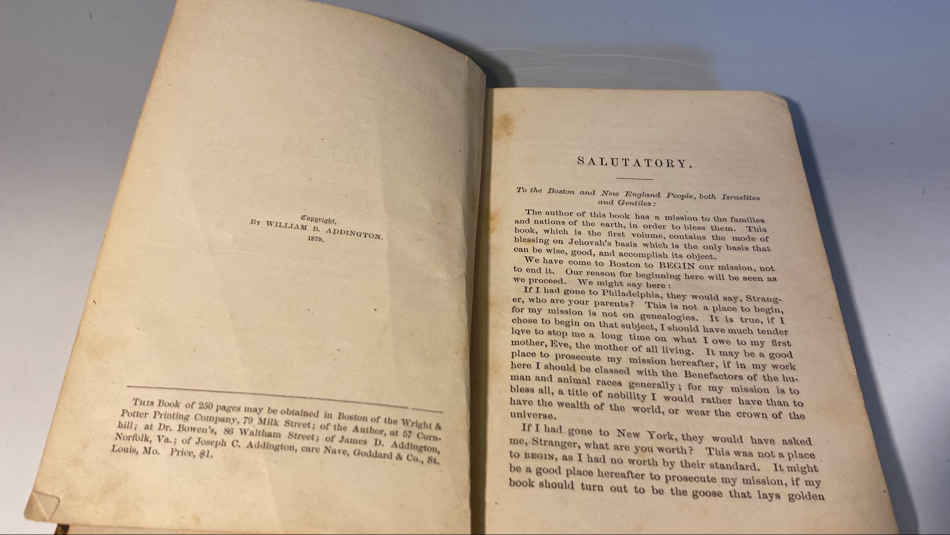 Copyright,
By WILLIAM D. ADDINGTON.
1879.
THIS Book of 250 pages may be obtained in Boston of the Wright &
Potter Printing Company, 79 Milk Street; of the Author, at 57 Corn-
hill; at Dr. Bowen's, 86 Waltham Street; of James D. Addington,
Norfolk, Va.; of Joseph C. Addington, care Nave, Goddard & Co., St.
Louis, Mo. Price, $1.
SALUTATORY.
To the Boston and New England People, both Israelites
and Gentiles:
The author of this book has a mission to the families
and nations of the earth, in order to bless them. This
book, which is the first volume, contains the mode of
blessing on Jehovah's basis which is the only basis that
can be wise, good, and accomplish its object.
We have come to Boston to BEGIN our mission, not
to end it. Our reason for beginning here will be seen as
we proceed. We might say here:
If I had gone to Philadelphia, they would say, Strang-
er, who are your parents? This is not a place to begin,
for my mission is not on genealogies. It is true, if I
chose to begin on that subject, I should have much tender
love to stop me a long time on what I owe to my first
mother, Eve, the mother of all living. It may be a good
place to prosecute my mission hereafter, if in my work
here I should be classed with the Benefactors of the hu-
man and animal races generally; for my mission is to
bless all, a title of nobility I would rather have than to
have the wealth of the world, or wear the crown of the
universe.
If I had gone to New York, they would have asked
me, Stranger, what are you worth? This was not a place
to BEGIN, as I had no worth by their standard. It might
be a good place hereafter to prosecute my mission, if my
book should turn out to be the goose that lays golden